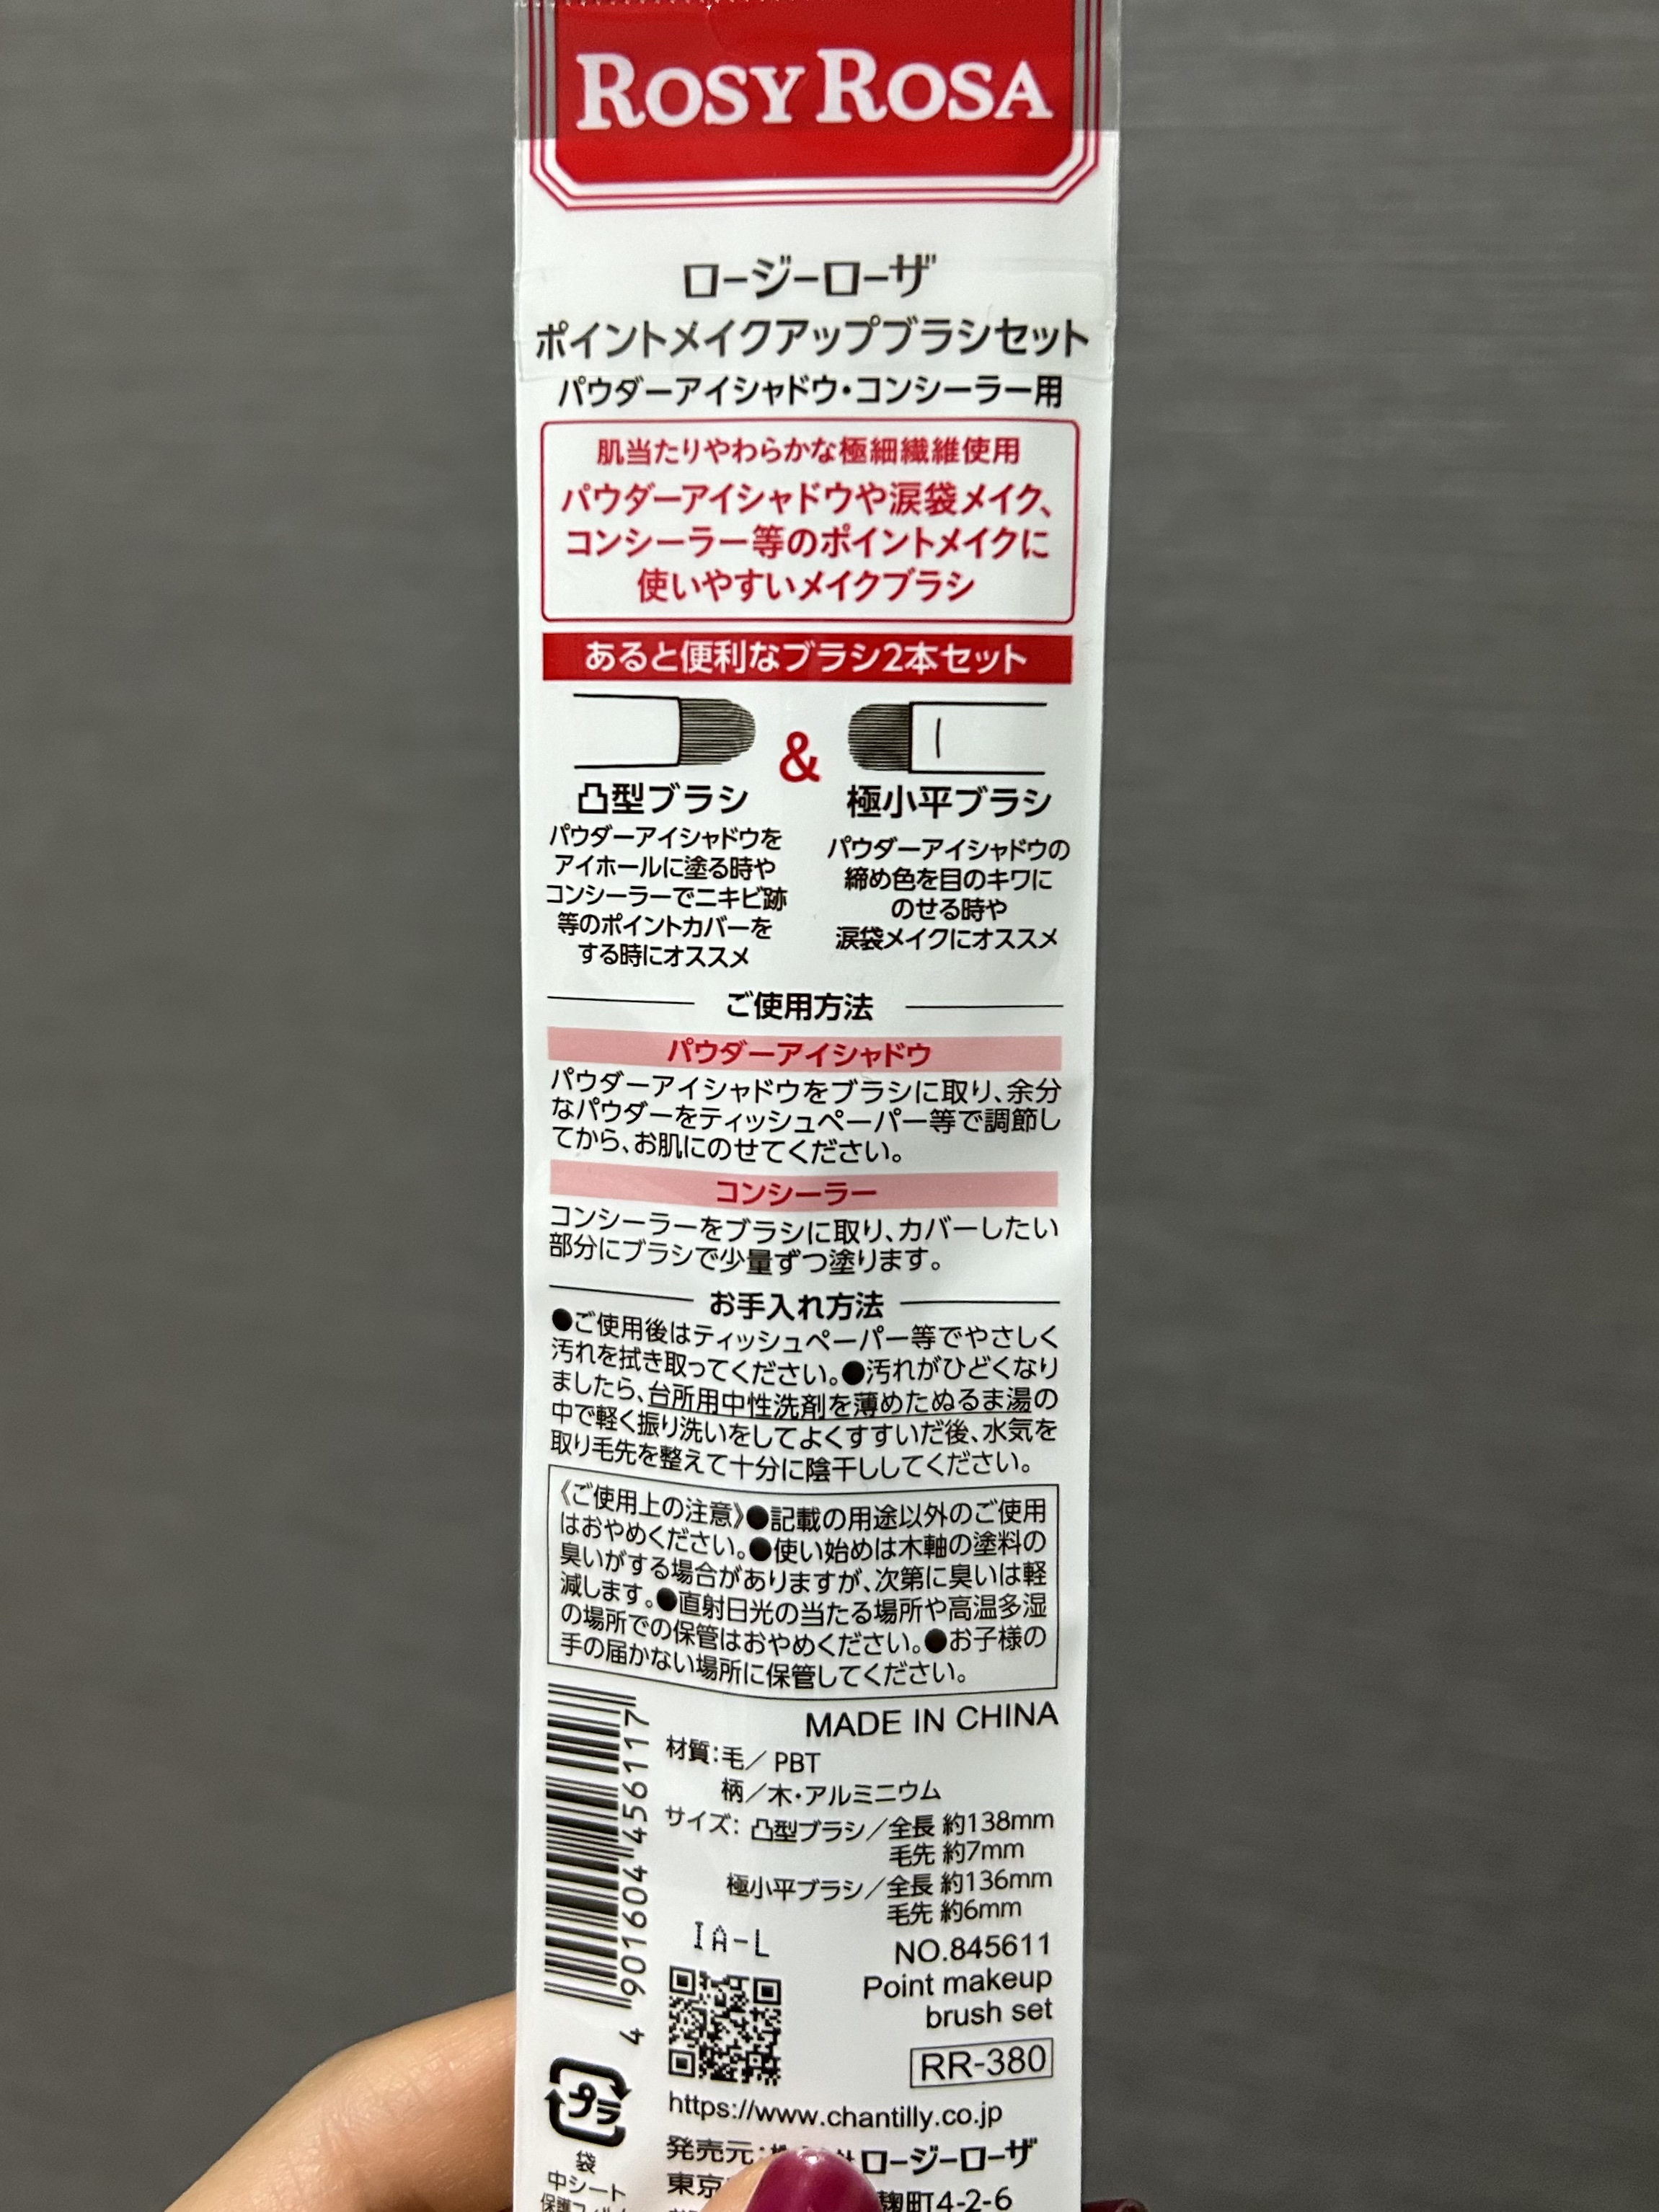 ROSY ROSA
ロージーローザ
ポイントメイクアップブラシセット
パウダーアイシャドウ・コンシーラー用
肌当たりやわらかな極細繊維使用
パウダーアイシャドウや涙袋メイク、
コンシーラー等のポイントメイクに
使いやすいメイクブラシ
あると便利なブラシ2本セット
&
凸型ブラシ
パウダーアイシャドウを
アイホールに塗る時や
コンシーラーでニキビ跡
等のポイントカバーを
する時にオススメ
極小平ブラシ
パウダーアイシャドウの
締め色を目のキワに
のせる時や
涙袋メイクにオススメ
ご使用方法
パウダーアイシャドウ
パウダーアイシャドウをブラシに取り、余分
なパウダーをティッシュペーパー等で調節し
てから、お肌にのせてください。
コンシーラー
コンシーラーをブラシに取り、カバーしたい
部分にブラシで少量ずつ塗ります。
お手入れ方法
●ご使用後はティッシュペーパー等でやさしく
汚れを拭き取ってください。●汚れがひどくなり
ましたら、台所用中性洗剤を薄めたぬるま湯の
中で軽く振り洗いをしてよくすすいだ後、水気を
取り毛先を整えて十分に陰干ししてください。
《ご使用上の注意》●記載の用途以外のご使用
はおやめください。●使い始めは木軸の塗料の
臭いがする場合がありますが、次第に臭いは軽
減します。●直射日光の当たる場所や高温多湿
の場所での保管はおやめください。●お子様の
手の届かない場所に保管してください。
MADE IN CHINA
材質:毛/PBT
柄/木・アルミニウム
サイズ:凸型ブラシ/全長 約138mm
毛先 約7mm
極小平ブラシ/全長 約136mm
毛先 約6mm
4 901604 456117
IA-L
NO.845611
Point makeup
brush set
RR-380
https://www.chantilly.co.jp
プラ
袋
中シート
発売元:
ロージーローザ
東京
麹町4-2-6